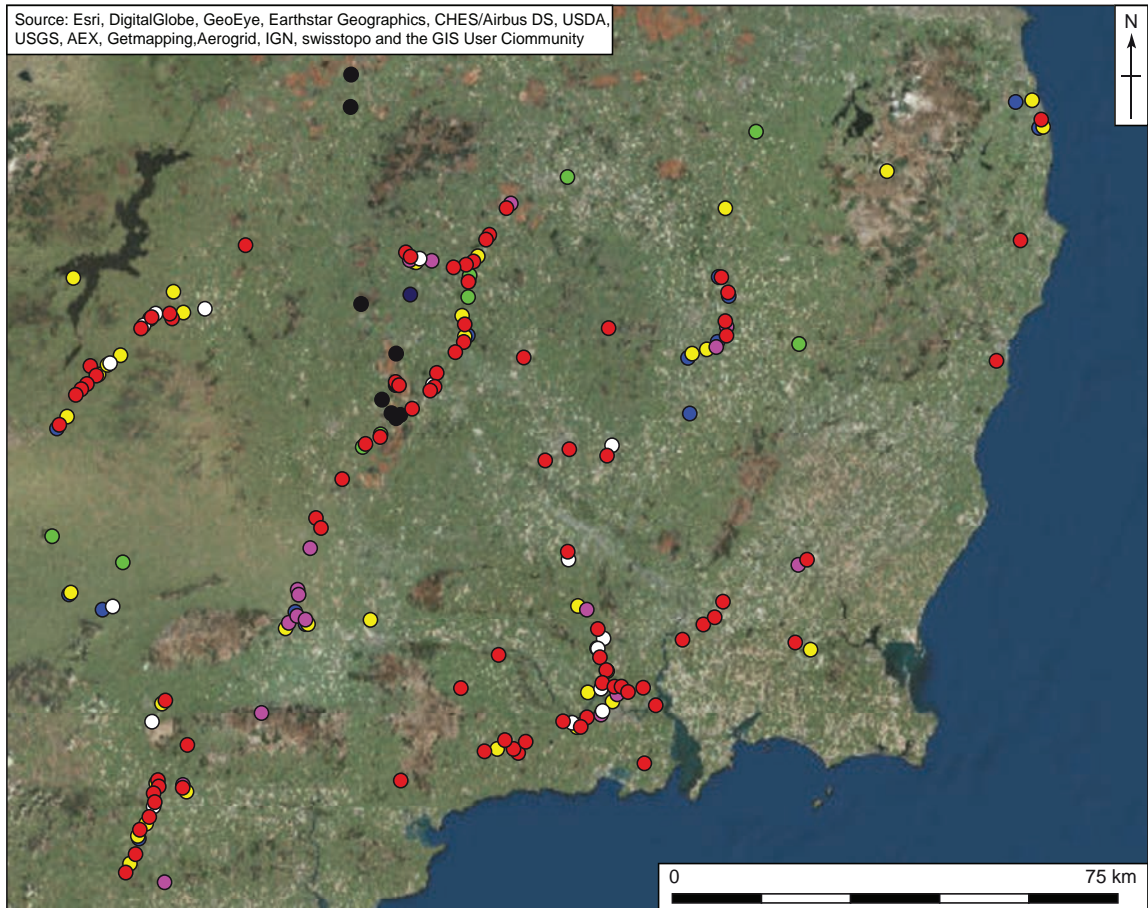 Source: Esri, DigitalGlobe, GeoEye, Earthstar Geographics, CHES/Airbus DS, USDA,
USGS, AEX, Getmapping,Aerogrid, IGN, swisstopo and the GIS User Ciommunity
N
0 75 km